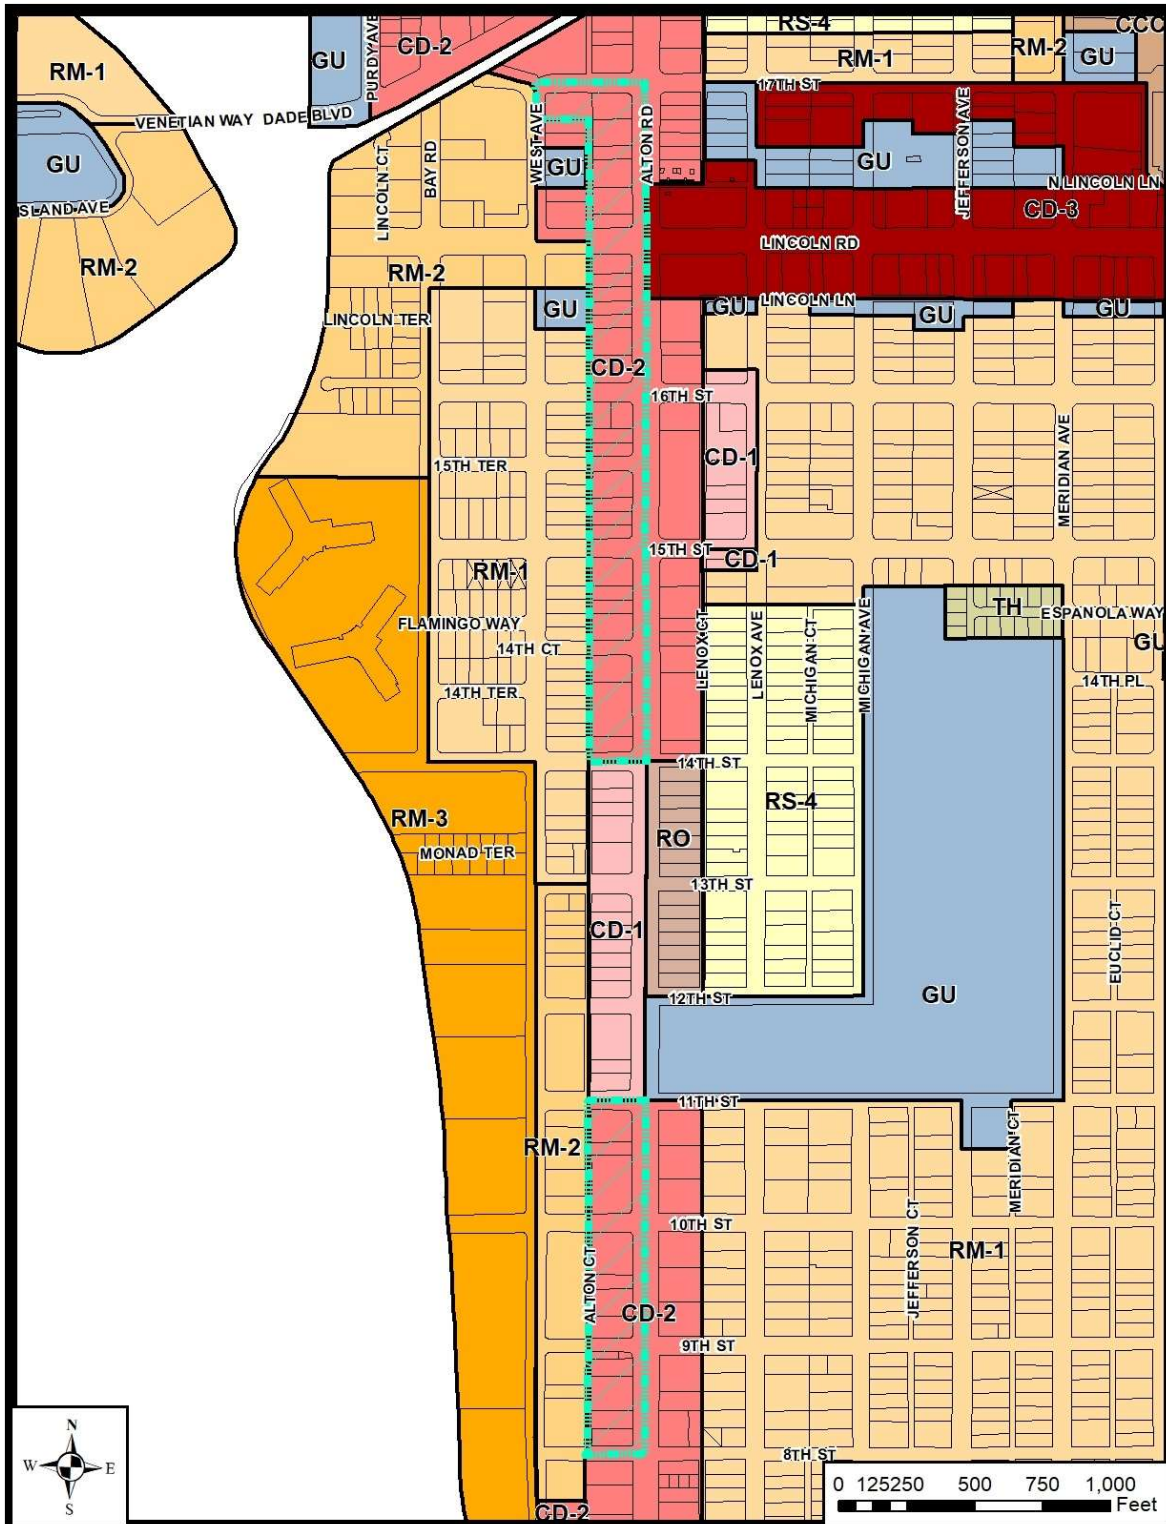 RS-4
CCC
CD-2
PURDY AVE
GU
RM-1
RM-1
RM-2
GU
17TH ST
VENETIAN WAY DADE BLVD
WEST AVE
ALTON RD
JEFFERSON AVE
GU
LINCOLN CT
BAY RD
GU
GU
N LINCOLN LN
SLAND AVE
CD-3
LINCOLN RD
RM-2
RM-2
GU
LINCOLN LN
GU
GU
GU
LINCOLN TER
CD-2
16TH ST
CD-1
MERIDIAN AVE
15TH TER
15TH ST
CD-1
RM-1
TH
ESPANOLA WAY
FLAMINGO WAY
14TH CT
LENOX CT
LENOX AVE
MICHIGAN CT
MICHIGAN AVE
GU
14TH PL
14TH TER
14TH ST
RS-4
RM-3
RO
MONAD TER
13TH ST
CD-1
EUCLID CT
12TH ST
GU
11TH ST
RM-2
MERIDIAN CT
10TH ST
RM-1
ALTON CT
JEFFERSON CT
CD-2
9TH ST
8TH ST
N
W E
S
0 125 250 500 750 1,000
Feet
CD-2